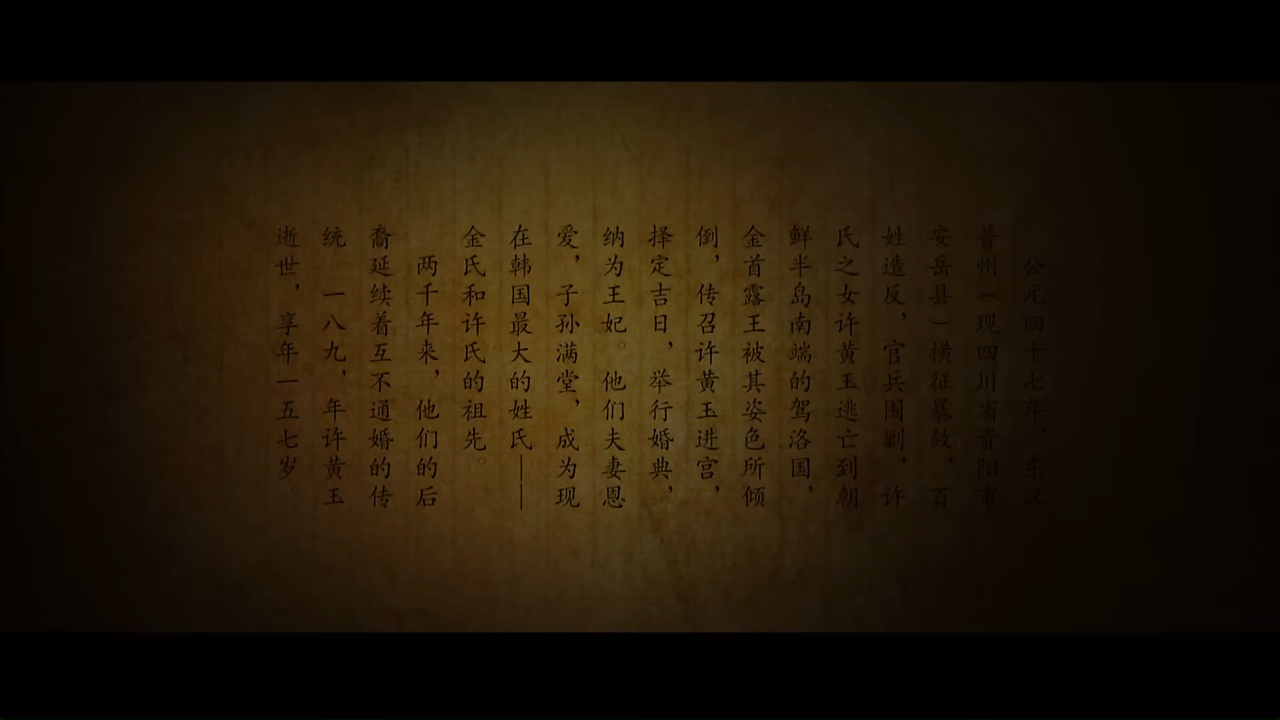 公元四十七年，东汉
普州（现四川省资阳市
安岳县）横征暴敛，百
姓造反，官兵围剿，许
氏之女许黄玉逃亡到朝
鲜半岛南端的驾洛国，
金首露王被其姿色所倾
倒，传召许黄玉进宫，
择定吉日，举行婚典，
纳为王妃。他们夫妻恩
爱，子孙满堂，成为现
在韩国最大的姓氏——
金氏和许氏的祖先。
两千年来，他们的后
裔延续着互不通婚的传
统 一八九，年许黄玉
逝世，享年一五七岁。